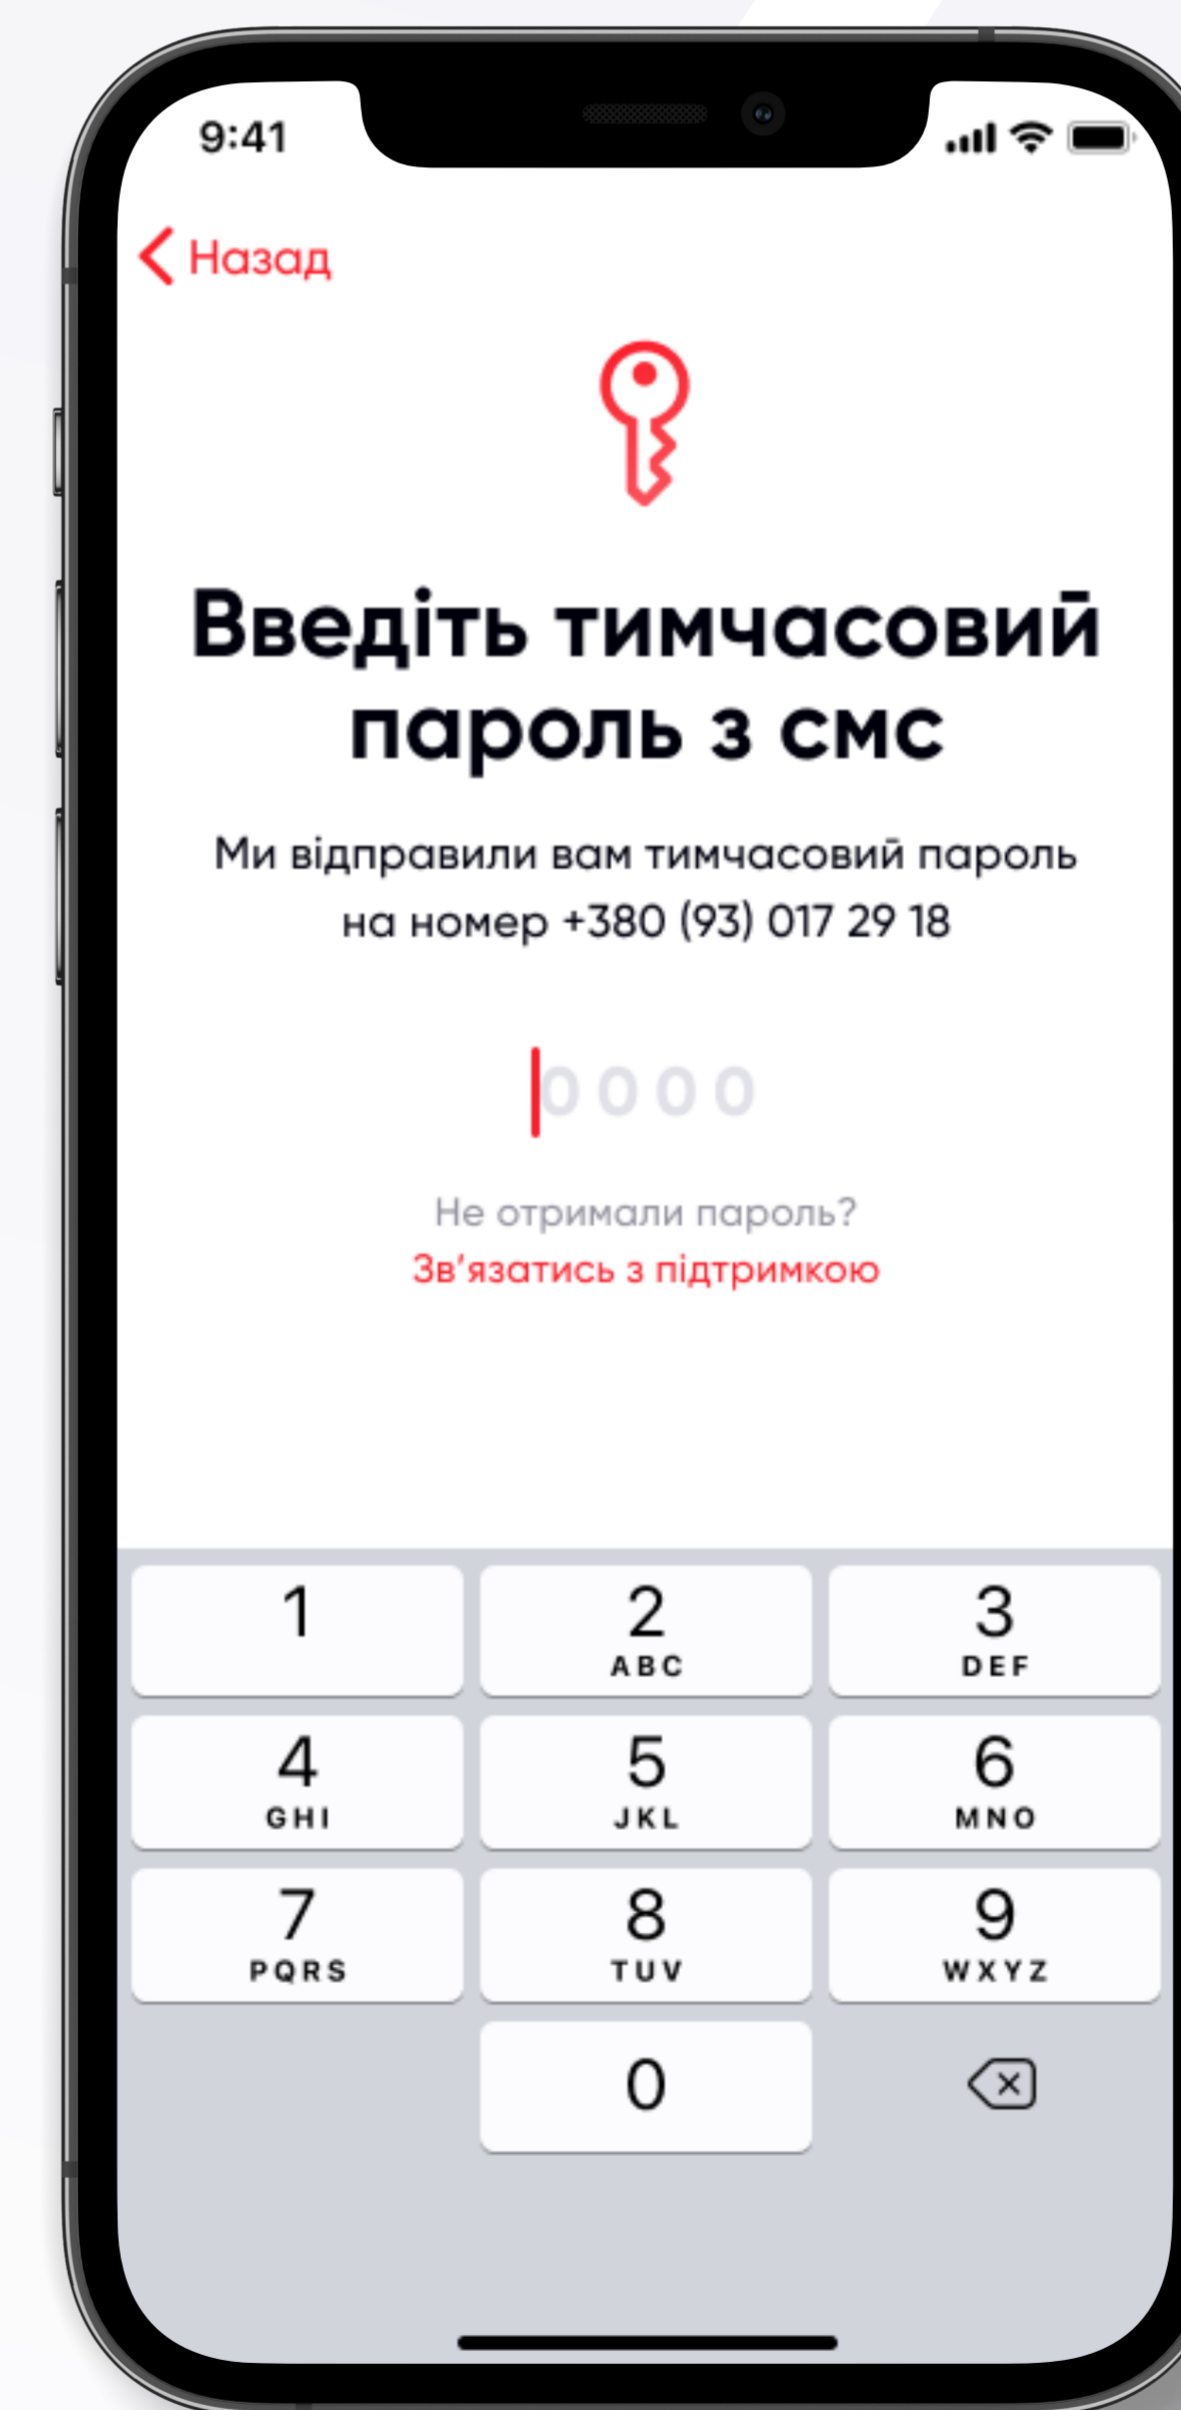 9:41
Назад
Введіть тимчасовий
пароль з смс
Ми відправили вам тимчасовий пароль
на номер +380 (93) 017 29 18
0000
Не отримали пароль?
Зв'язатись з підтримкою
1 2 3
ABC DEF
4 5 6
GHI JKL MNO
7 8 9
PQRS TUV WXYZ
0